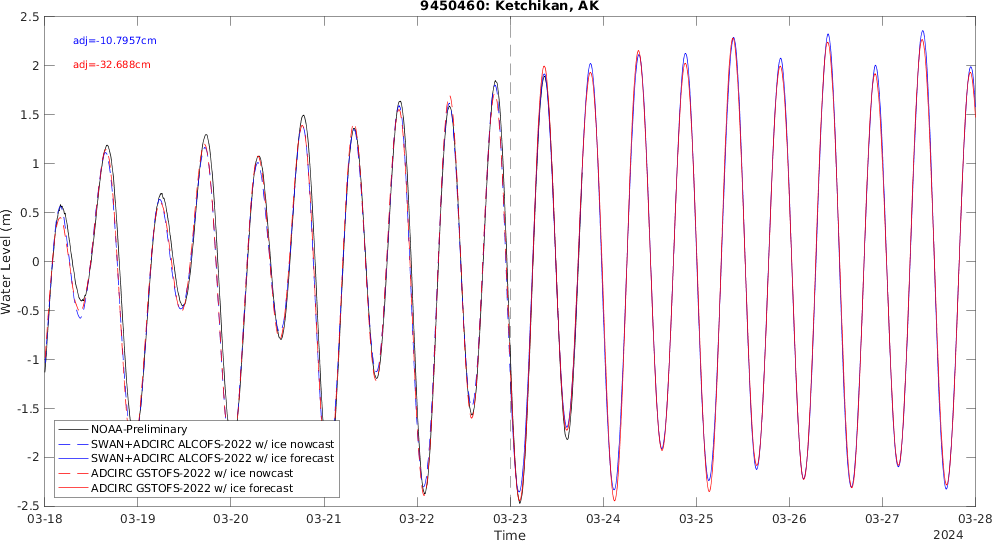 9450460: Ketchikan, AK
adj=-10.7957cm
adj=-32.688cm
Water Level (m)
2.5
2
1.5
1
0.5
0
-0.5
-1
-1.5
-2
-2.5
NOAA-Preliminary
SWAN+ADCIRC ALCOFS-2022 w/ ice nowcast
SWAN+ADCIRC ALCOFS-2022 w/ ice forecast
ADCIRC GSTOFS-2022 w/ ice nowcast
ADCIRC GSTOFS-2022 w/ ice forecast
03-18 03-19 03-20 03-21 03-22 03-23 03-24 03-25 03-26 03-27 03-28
Time
2024